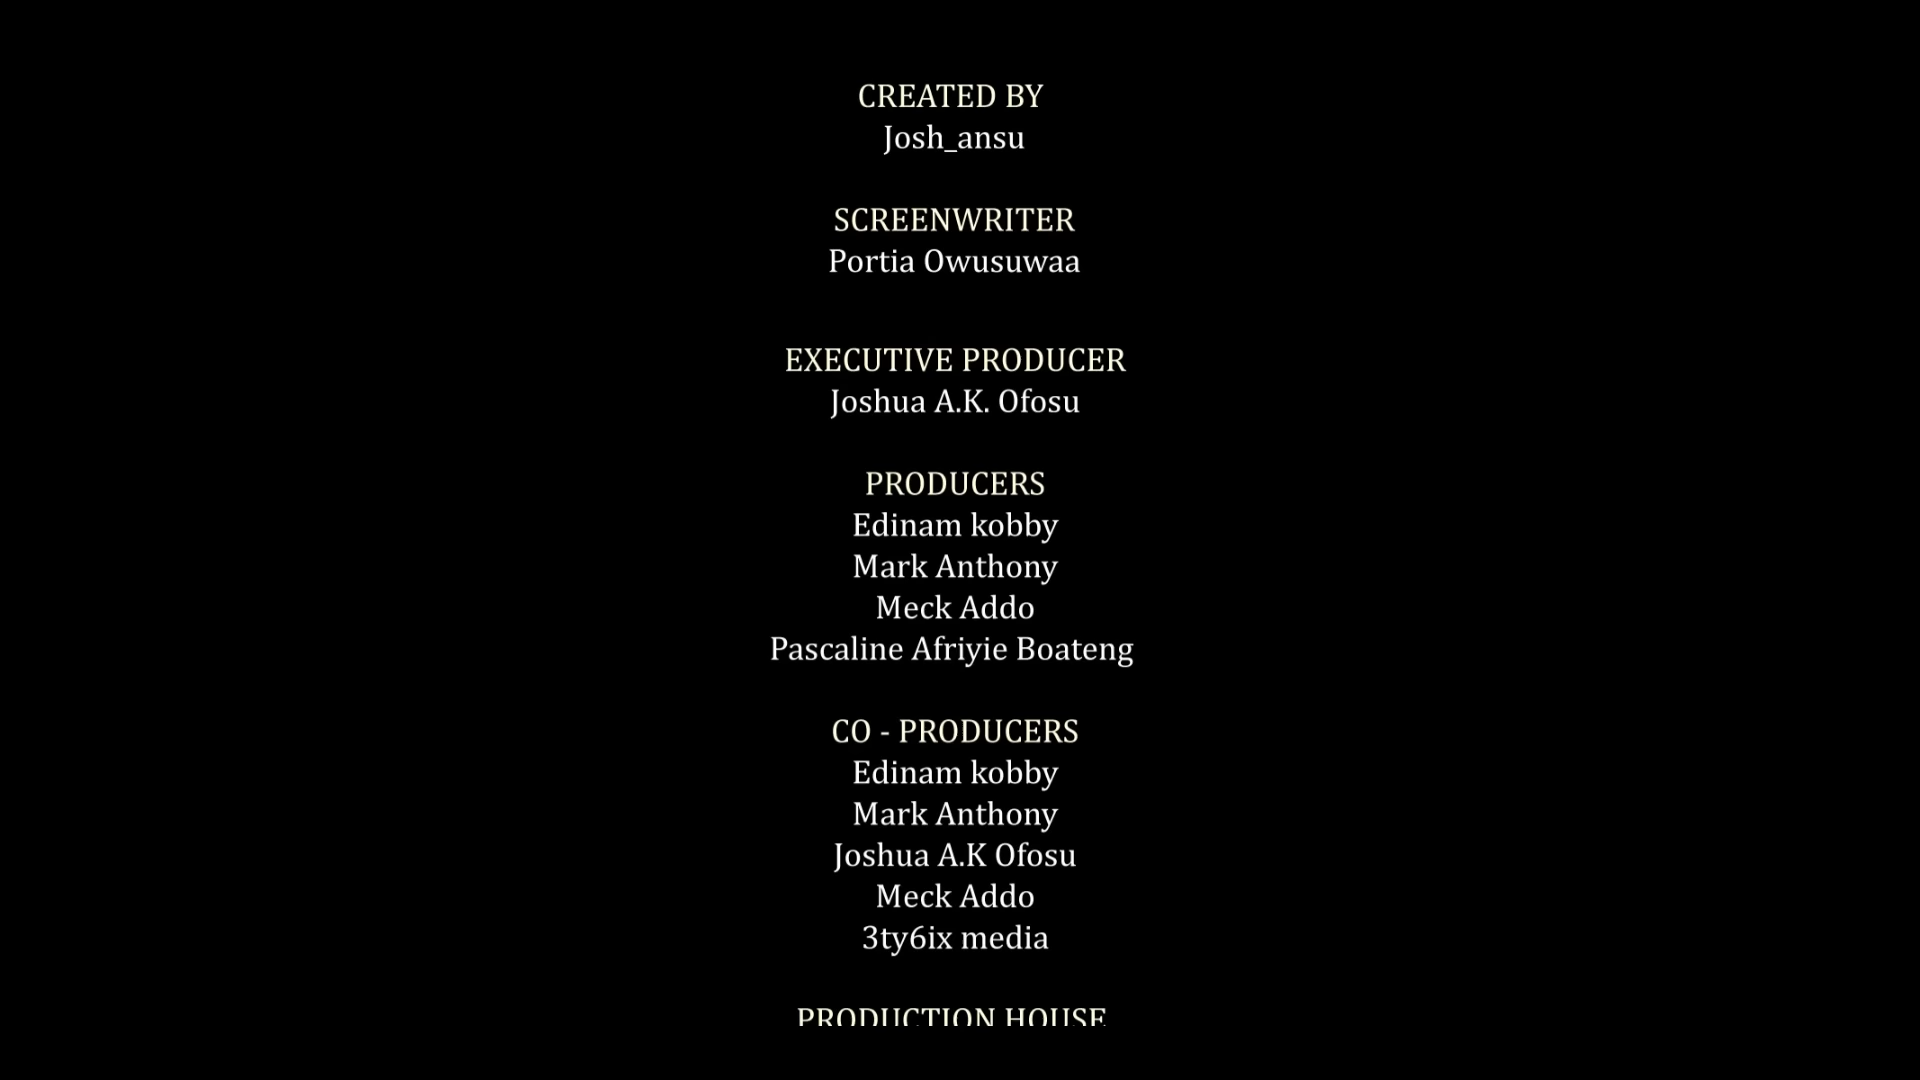 CREATED BY
Josh_ansu
SCREENWRITER
Portia Owusuwaa
EXECUTIVE PRODUCER
Joshua A.K. Ofosu
PRODUCERS
Edinam kobby
Mark Anthony
Meck Addo
Pascaline Afriyie Boateng
CO - PRODUCERS
Edinam kobby
Mark Anthony
Joshua A.K Ofosu
Meck Addo
3ty6ix media
PRODUCTION HOUSE